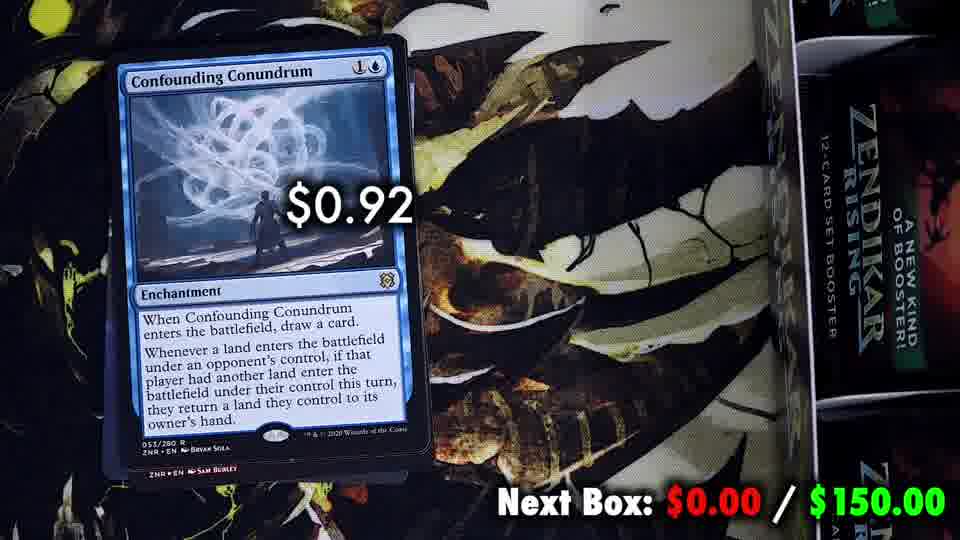 Confounding Conundrum 1
$0.92
Enchantment
When Confounding Conundrum
enters the battlefield, draw a card.
Whenever a land enters the battlefield
under an opponent's control, if that
player had another land enter the
battlefield under their control this turn,
they return a land they control to its
owner's hand.
053/280 R
ZNR • EN BRYAN SOLA
™ & © 2020 Wizards of the Coast
ZNR • EN SAM BURLEY
ZENDIKAR
RISING
12-CARD SET BOOSTER
A NEW KIND
OF BOOSTER!
Next Box: $0.00 / $150.00